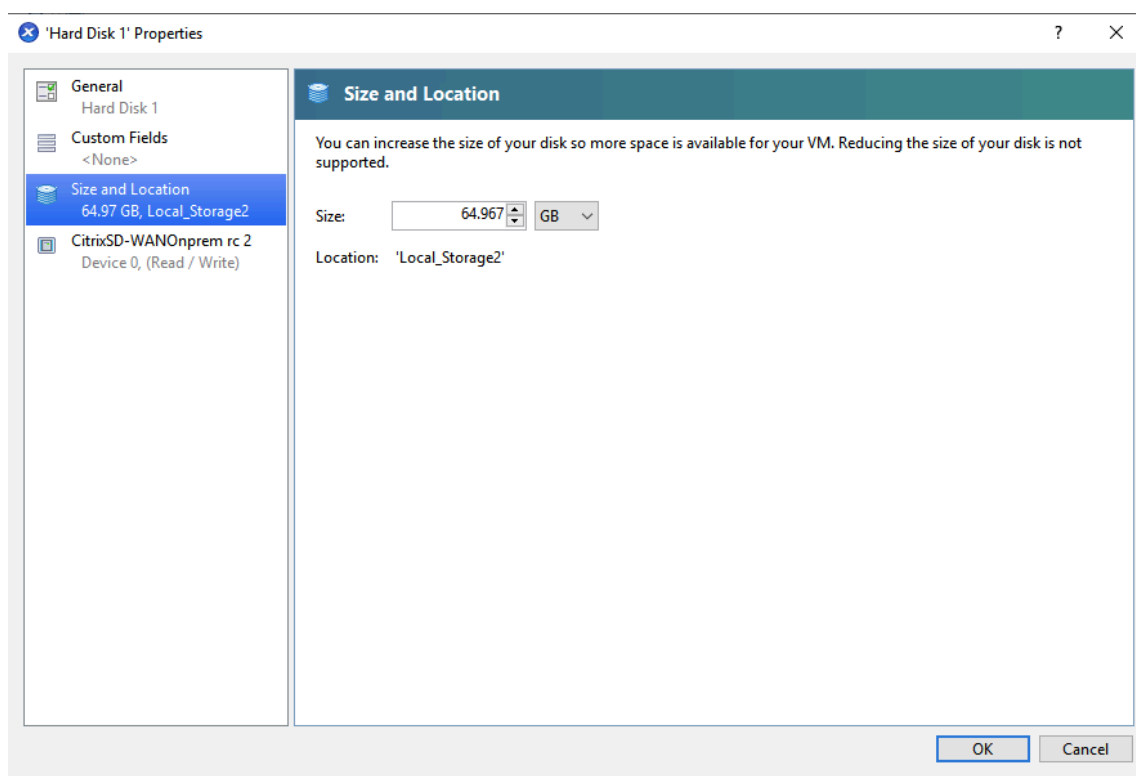 'Hard Disk 1' Properties
?
General
Hard Disk 1
Custom Fields
<None>
Size and Location
64.97 GB, Local_Storage2
CitrixSD-WANOnprem rc 2
Device 0, (Read / Write)
Size and Location
You can increase the size of your disk so more space is available for your VM. Reducing the size of your disk is not
supported.
Size: 64.967 GB
Location: 'Local_Storage2'
OK Cancel